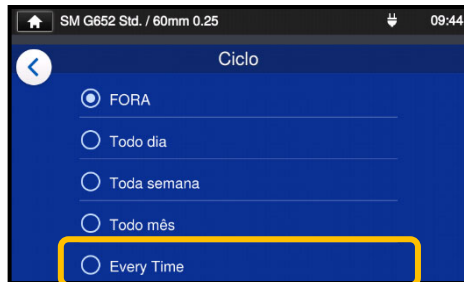 SM G652 Std. / 60mm 0.25 09:44
Ciclo
FORA
Todo dia
Toda semana
Todo mês
Every Time